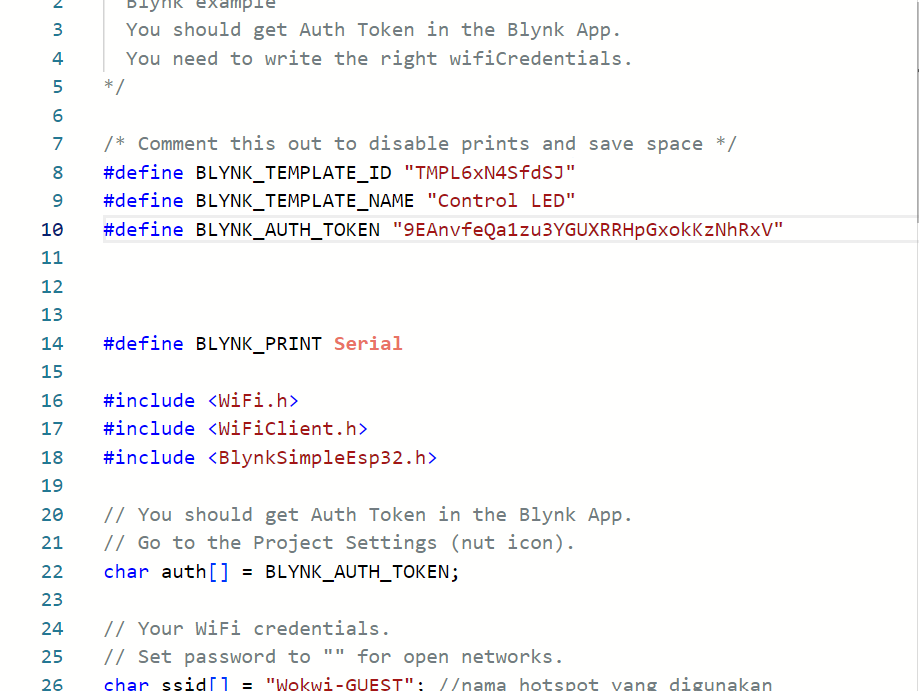 2 Blynk example
3 You should get Auth Token in the Blynk App.
4 You need to write the right wifiCredentials.
5 */
6
7 /* Comment this out to disable prints and save space */
8 #define BLYNK_TEMPLATE_ID "TMPL6xN4SfdSJ"
9 #define BLYNK_TEMPLATE_NAME "Control LED"
10 #define BLYNK_AUTH_TOKEN "9EAnvfeQa1zu3YGUXRRHpGxokKzNhRxV"
11
12
13
14 #define BLYNK_PRINT Serial
15
16 #include <WiFi.h>
17 #include <WiFiClient.h>
18 #include <BlynkSimpleEsp32.h>
19
20 // You should get Auth Token in the Blynk App.
21 // Go to the Project Settings (nut icon).
22 char auth[] = BLYNK_AUTH_TOKEN;
23
24 // Your WiFi credentials.
25 // Set password to "" for open networks.
26 char ssid[] = "Wokwi-GUEST"; //nama hotspot yang digunakan